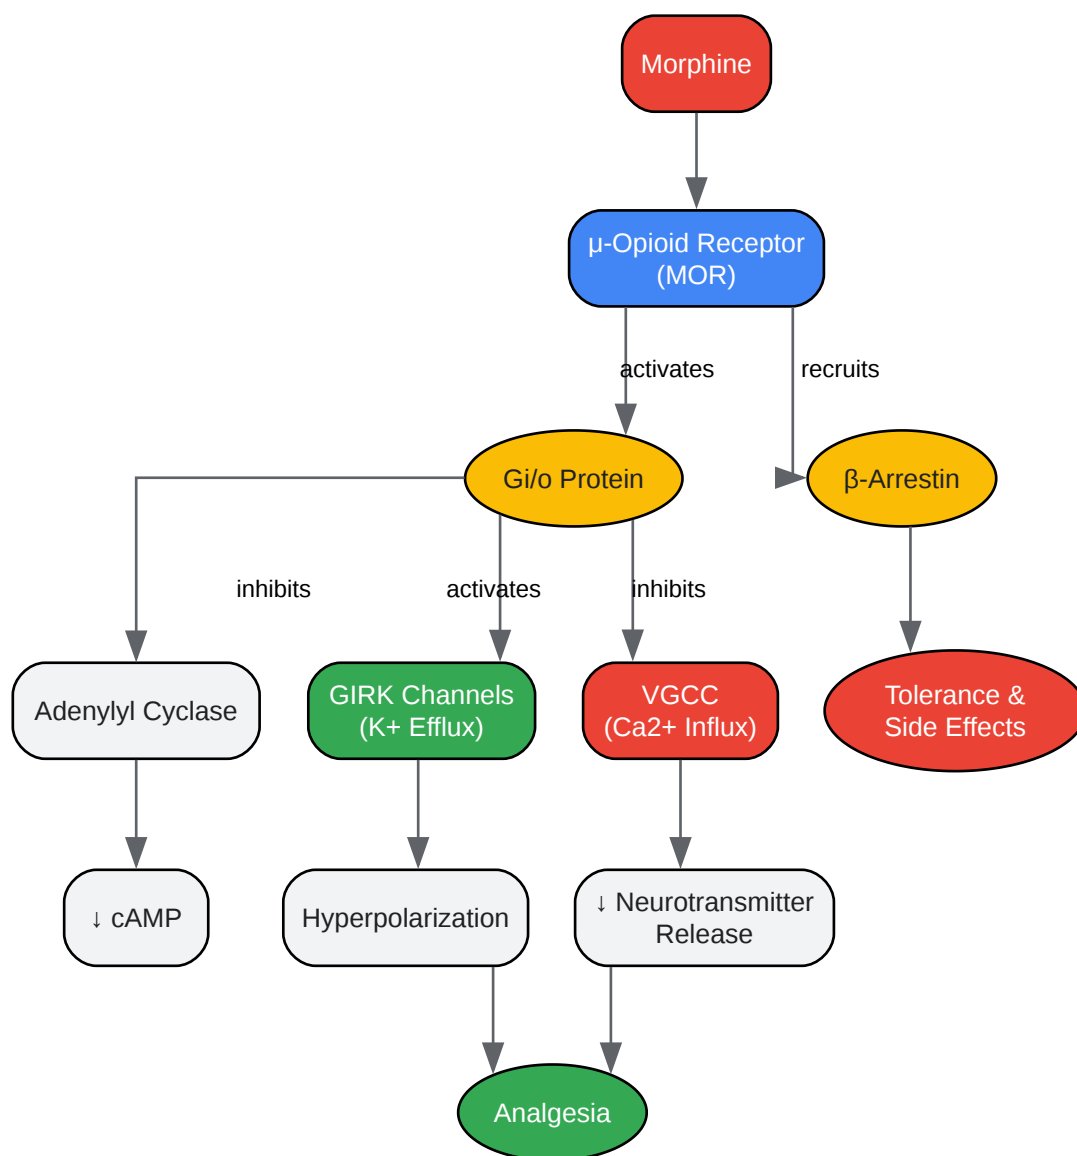 Morphine
μ-Opioid Receptor
(MOR)
activates
recruits
Gi/o Protein
β-Arrestin
inhibits
activates
inhibits
Adenylyl Cyclase
GIRK Channels
(K+ Efflux)
VGCC
(Ca2+ Influx)
Tolerance &
Side Effects
↓ cAMP
Hyperpolarization
↓ Neurotransmitter
Release
Analgesia